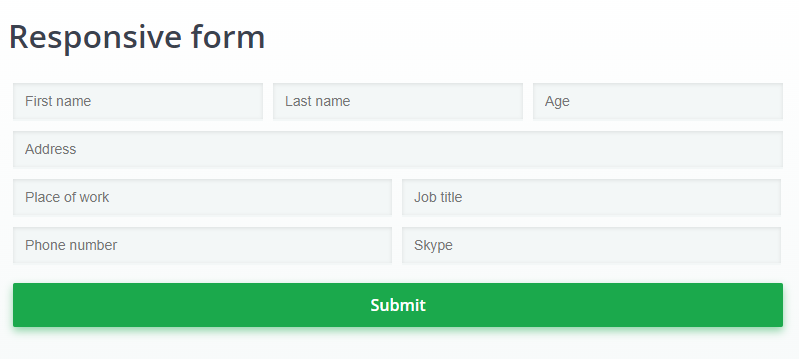 Responsive form
First name Last name Age
Address
Place of work Job title
Phone number Skype
Submit